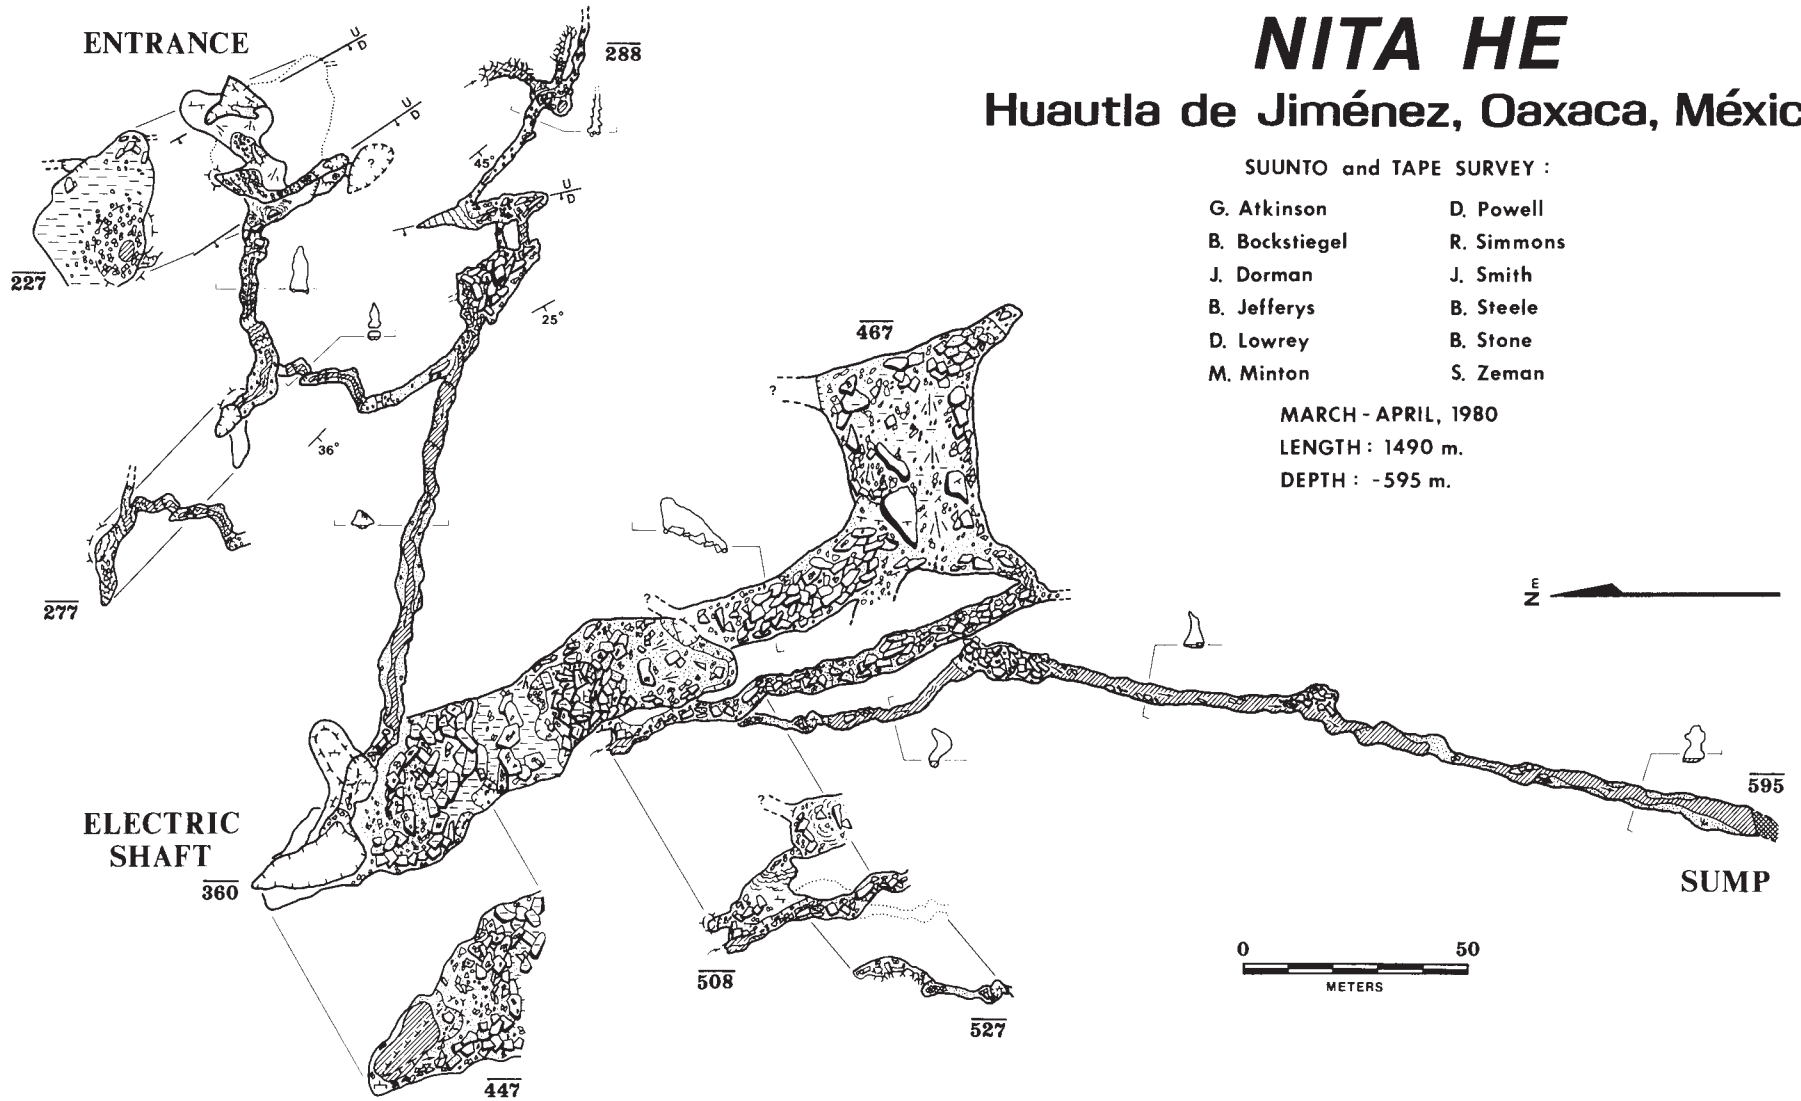 NITA HE
Huautla de Jiménez, Oaxaca, Méxic
SUUNTO and TAPE SURVEY :
G. Atkinson
B. Bockstiegel
J. Dorman
B. Jefferys
D. Lowrey
M. Minton
D. Powell
R. Simmons
J. Smith
B. Steele
B. Stone
S. Zeman
MARCH - APRIL, 1980
LENGTH : 1490 m.
DEPTH : -595 m.
ENTRANCE
U
D
288
U
D
?
45°
U
D
227
25°
467
?
36°
277
?
Nm
595
ELECTRIC
SHAFT
360
?
SUMP
508
0 50
METERS
527
447